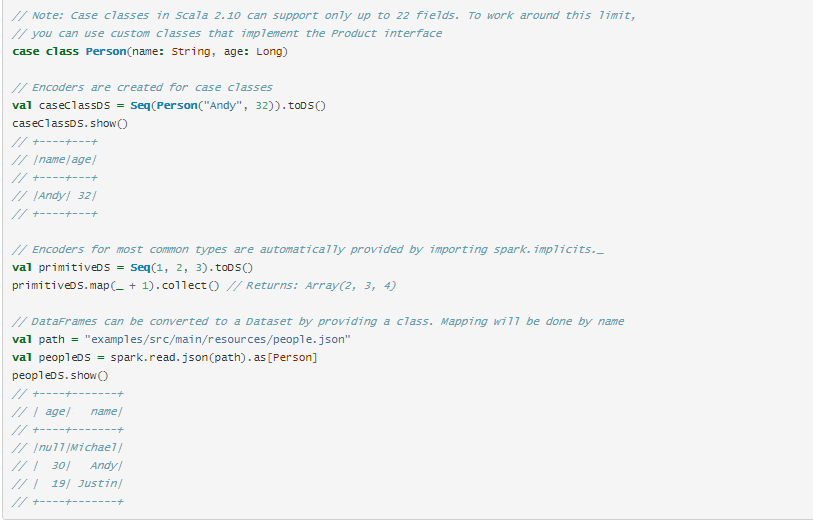 // Note: Case classes in Scala 2.10 can support only up to 22 fields. To work around this limit,
// you can use custom classes that implement the Product interface
case class Person(name: String, age: Long)

// Encoders are created for case classes
val caseClassDS = Seq(Person("Andy", 32)).toDS()
caseClassDS.show()
// +----+---+
// |name|age|
// +----+---+
// |Andy| 32|
// +----+---+

// Encoders for most common types are automatically provided by importing spark.implicits._
val primitiveDS = Seq(1, 2, 3).toDS()
primitiveDS.map(_ + 1).collect() // Returns: Array(2, 3, 4)

// DataFrames can be converted to a Dataset by providing a class. Mapping will be done by name
val path = "examples/src/main/resources/people.json"
val peopleDS = spark.read.json(path).as[Person]
peopleDS.show()
// +----+-------+
// | age|   name|
// +----+-------+
// |null|Michael|
// |  30|   Andy|
// |  19| Justin|
// +----+-------+